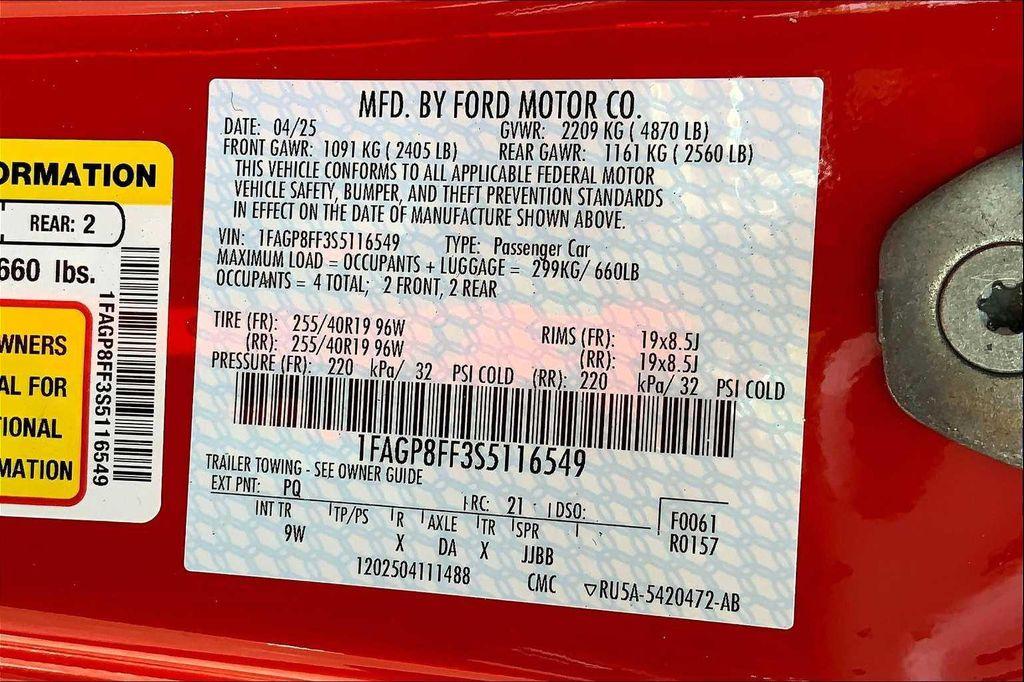 ORMATION
REAR: 2
660 lbs.
WNERS
AL FOR
IONAL
MATION
1FAGP8FF3S5116549
MFD. BY FORD MOTOR CO.
DATE: 04/25 GVWR: 2209 KG ( 4870 LB)
FRONT GAWR: 1091 KG ( 2405 LB) REAR GAWR: 1161 KG ( 2560 LB)
THIS VEHICLE CONFORMS TO ALL APPLICABLE FEDERAL MOTOR
VEHICLE SAFETY, BUMPER, AND THEFT PREVENTION STANDARDS
IN EFFECT ON THE DATE OF MANUFACTURE SHOWN ABOVE.
VIN: 1FAGP8FF3S5116549 TYPE: Passenger Car
MAXIMUM LOAD = OCCUPANTS + LUGGAGE = 299KG/ 660LB
OCCUPANTS = 4 TOTAL; 2 FRONT, 2 REAR
TIRE (FR): 255/40R19 96W RIMS (FR): 19x8.5J
(RR): 255/40R19 96W (RR): 19x8.5J
PRESSURE (FR): 220 kPa/ 32 PSI COLD (RR): 220 kPa/ 32 PSI COLD
1FAGP8FF3S5116549
TRAILER TOWING - SEE OWNER GUIDE
EXT PNT: PQ RC: 21 DSO: F0061
INT TR TP/PS R AXLE TR SPR R0157
9W X DA X JJBB
1202504111488 CMC ▽RU5A-5420472-AB